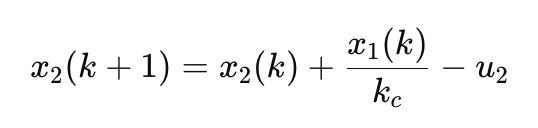 $x_2(k+1) = x_2(k) + \frac{x_1(k)}{k_c} - u_2$